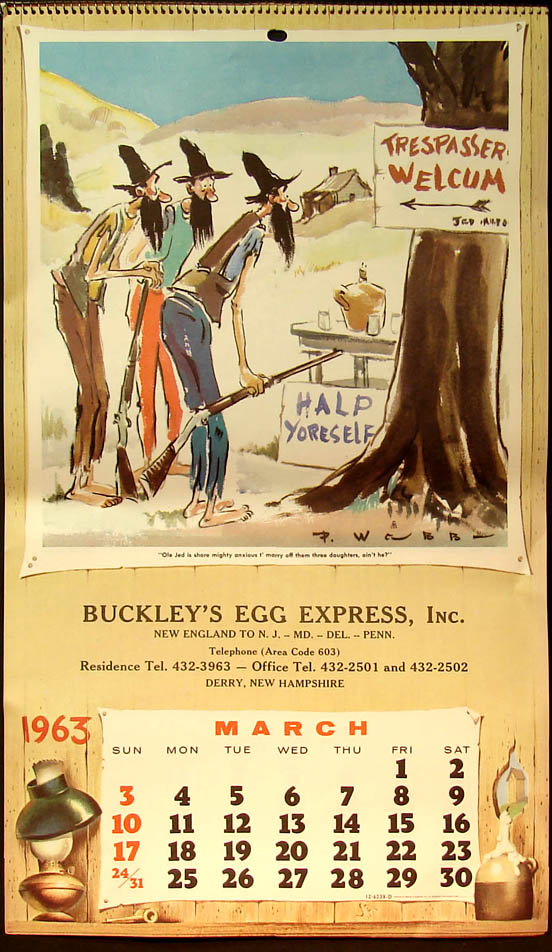 TRESPASSER
WELCUM
JED
HALP
YORESELF
P. WEBB
"Ole Jed is shore mighty anxious t' marry off them three daughters, ain't he?"
BUCKLEY'S EGG EXPRESS, INC.
NEW ENGLAND TO N. J. – MD. – DEL. – PENN.
Telephone (Area Code 603)
Residence Tel. 432-3963 — Office Tel. 432-2501 and 432-2502
DERRY, NEW HAMPSHIRE
1963
MARCH
SUN MON TUE WED THU FRI SAT
1 2
3 4 5 6 7 8 9
10 11 12 13 14 15 16
17 18 19 20 21 22 23
24/31 25 26 27 28 29 30